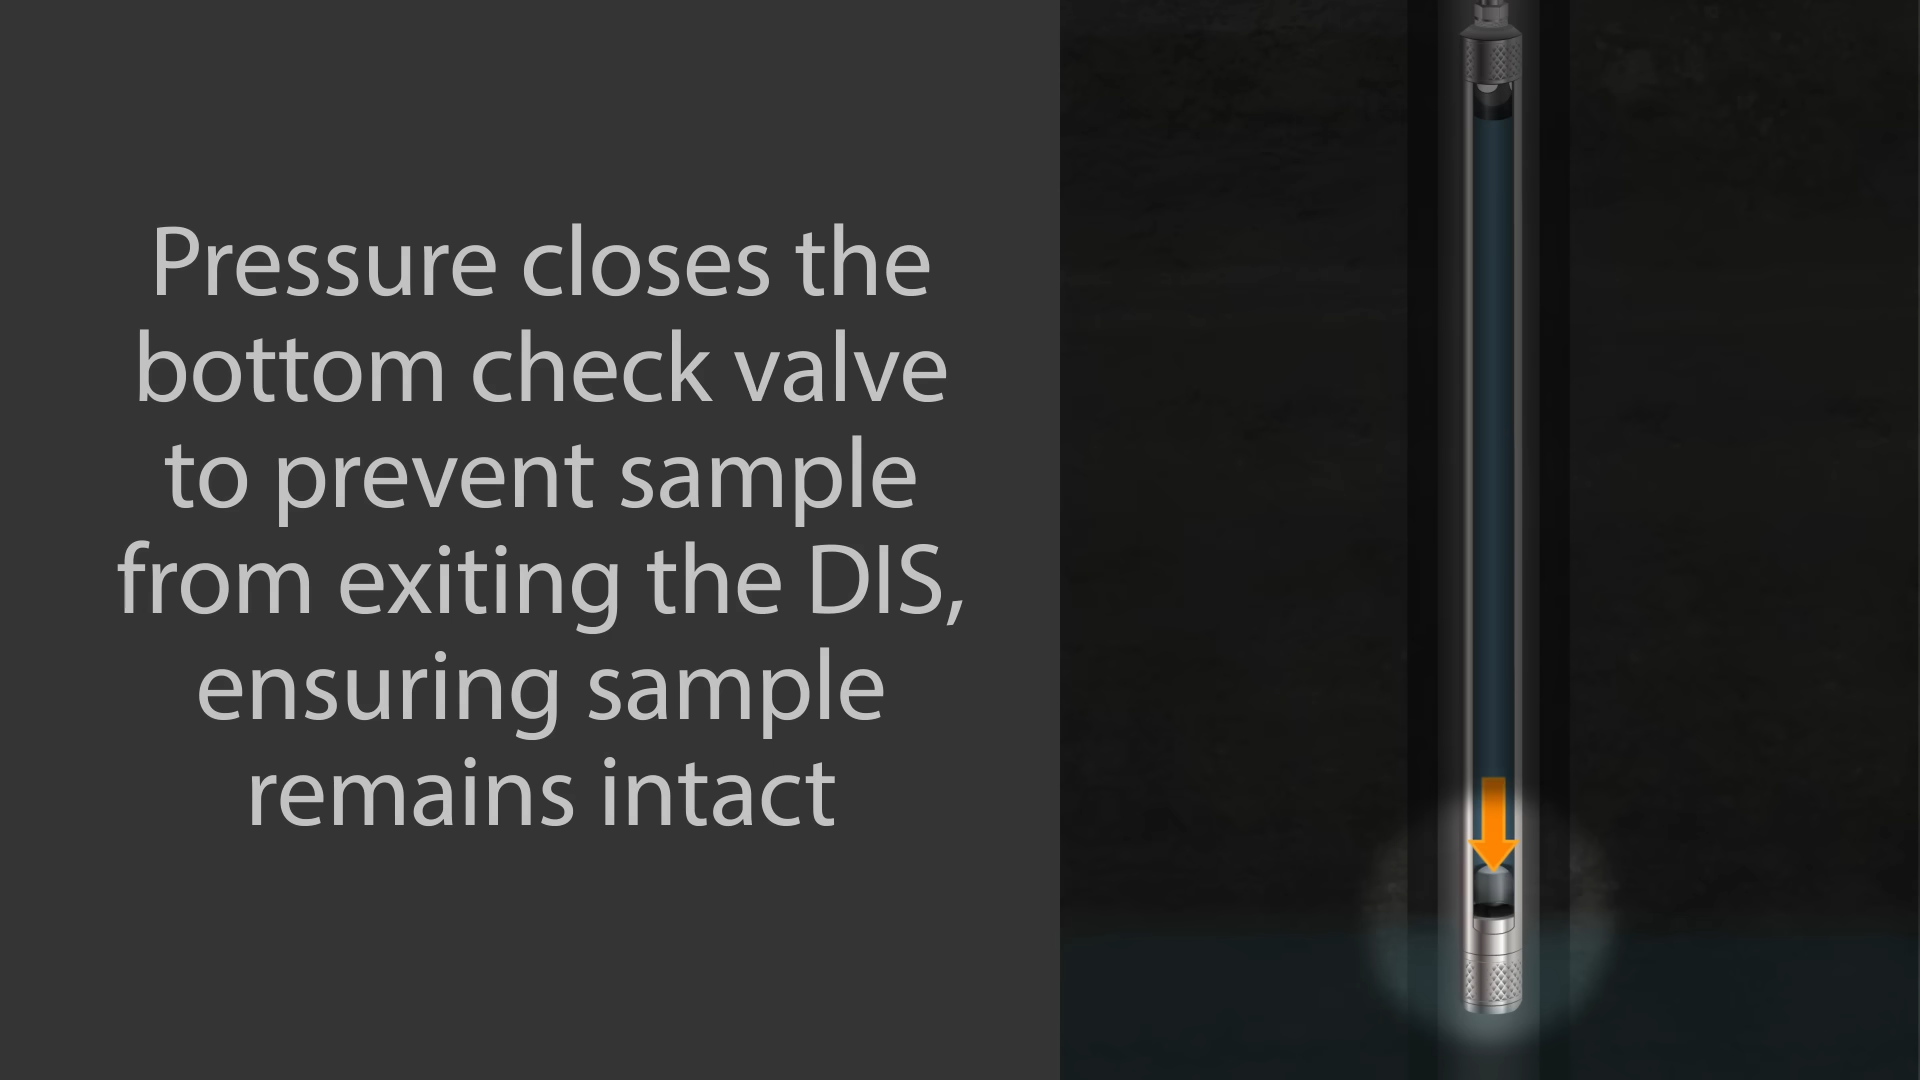 Pressure closes the
bottom check valve
to prevent sample
from exiting the DIS,
ensuring sample
remains intact